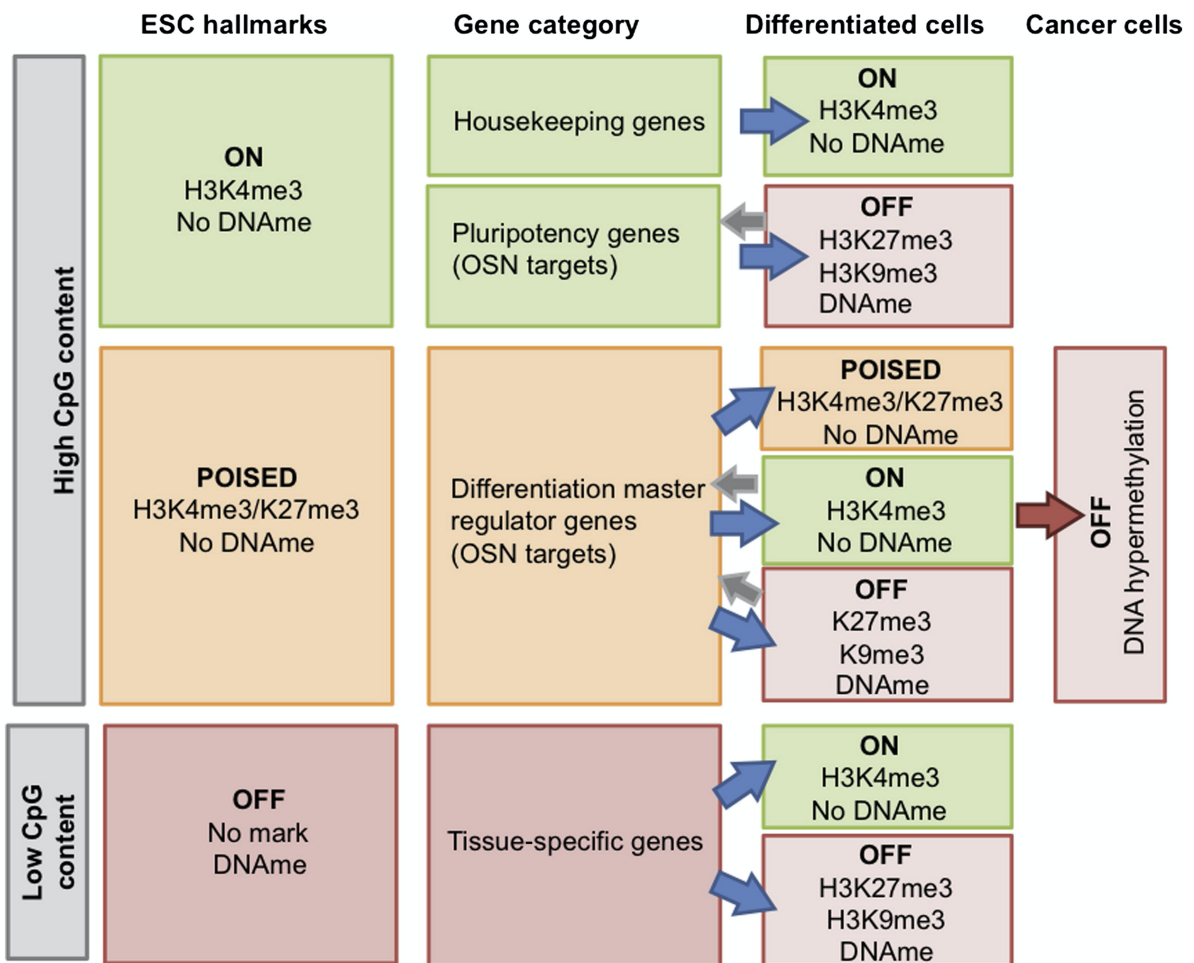 ESC hallmarks
Gene category
Differentiated cells
Cancer cells
High CpG content
ON
H3K4me3
No DNAme
Housekeeping genes
ON
H3K4me3
No DNAme
Pluripotency genes
(OSN targets)
OFF
H3K27me3
H3K9me3
DNAme
POISED
H3K4me3/K27me3
No DNAme
Differentiation master
regulator genes
(OSN targets)
POISED
H3K4me3/K27me3
No DNAme
ON
H3K4me3
No DNAme
OFF
K27me3
K9me3
DNAme
OFF
DNA hypermethylation
Low CpG
content
OFF
No mark
DNAme
Tissue-specific genes
ON
H3K4me3
No DNAme
OFF
H3K27me3
H3K9me3
DNAme